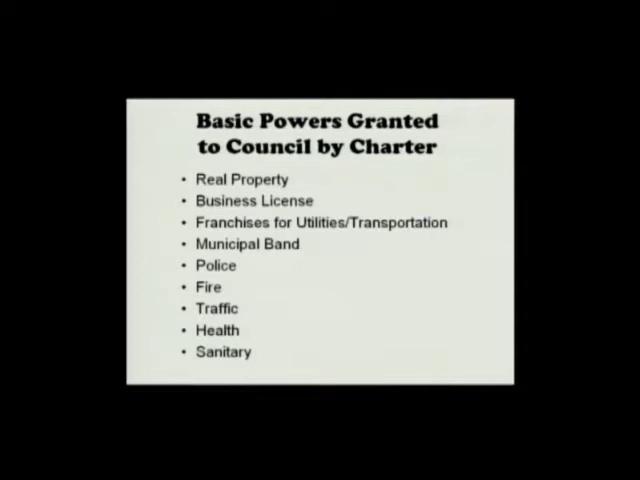 Basic Powers Granted
to Council by Charter
• Real Property
• Business License
• Franchises for Utilities/Transportation
• Municipal Band
• Police
• Fire
• Traffic
• Health
• Sanitary